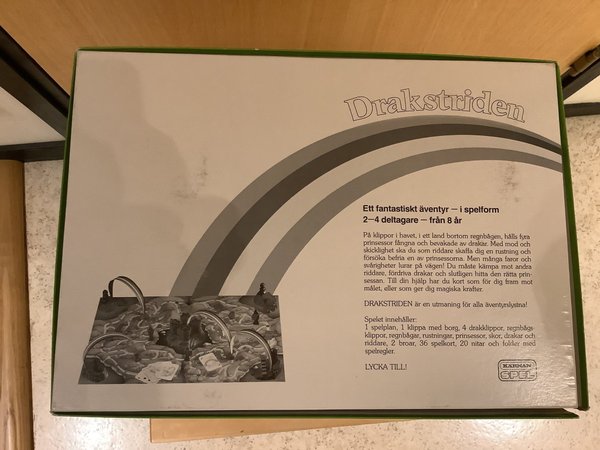 Drakstriden
Ett fantastiskt äventyr – i spelform
2–4 deltagare – från 8 år
På klippor i havet, i ett land bortom regnbågen, hålls fyra
prinsessor fångna och bevakade av drakar. Med mod och
skicklighet ska du som riddare skaffa dig en rustning och
försöka befria en av prinsessorna. Men många faror och
svårigheter lurar på vägen! Du måste kämpa mot andra
riddare, fördriva drakar och slutligen hitta den rätta prin-
sessan. Till din hjälp har du kort som för dig fram mot
målet, eller som ger dig magiska krafter.
DRAKSTRIDEN är en utmaning för alla äventyrslystna!
Spelet innehåller:
1 spelplan, 1 klippa med borg, 4 drakklippor, regnbågs-
klippor, regnbågar, rustningar, prinsessor, skor, drakar och
riddare, 2 broar, 36 spelkort, 20 nitar och folder med
spelregler.
LYCKA TILL!
KÄRNAN
SPEL